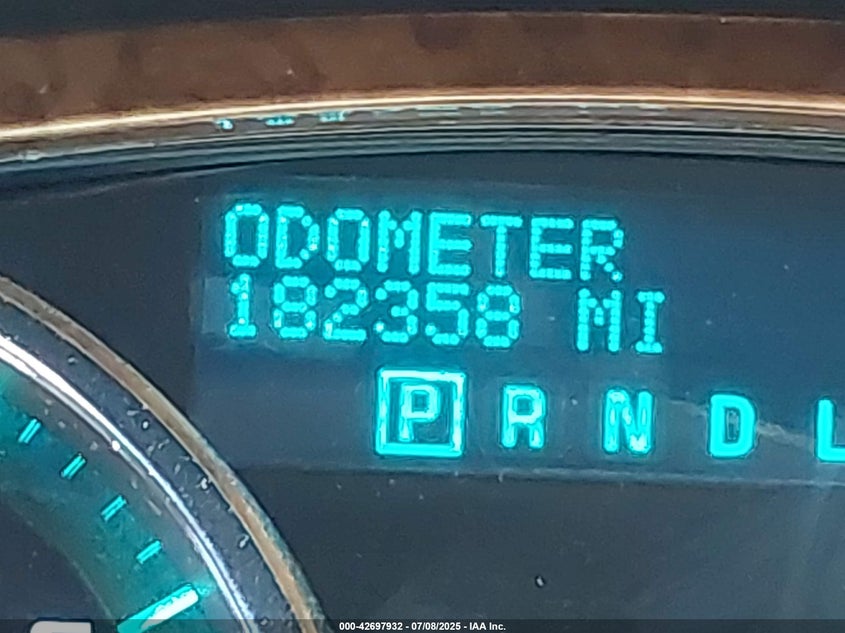 ODOMETER
182358 MI
P R N D L
000-42697932 - 07/08/2025 - IAA Inc.